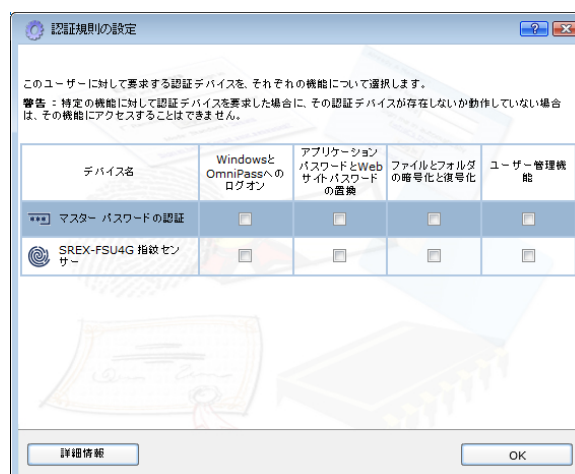 認証規則の設定
このユーザーに対して要求する認証デバイスを、それぞれの機能について選択します。
警告 : 特定の機能に対して認証デバイスを要求した場合に、その認証デバイスが存在しないか動作していない場合
は、その機能にアクセスすることはできません。
デバイス名
Windowsと
OmniPassへの
ログオン
アプリケーション
パスワードとWeb
サイトパスワード
の置換
ファイルとフォルダ
の暗号化と復号化
ユーザー管理機
能
マスター パスワードの認証
SREX-FSU4G 指紋セン
サー
詳細情報
OK